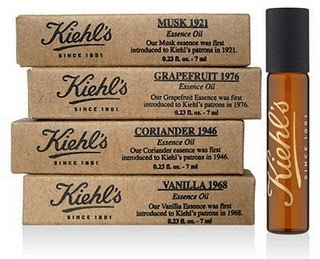 Kiehl's
SINCE 1851
MUSK 1921
Essence Oil
Our Musk essence was first
introduced to Kiehl's patrons in 1921.
0.23 fl. oz. - 7 ml
Kiehl's
SINCE 1851
GRAPEFRUIT 1976
Essence Oil
Our Grapefruit Essence was first
introduced to Kiehl's patrons in 1976.
0.23 fl. oz. - 7 ml
Kiehl's
SINCE 1851
CORIANDER 1946
Essence Oil
Our Coriander essence was first
introduced to Kiehl's patrons in 1946.
0.23 fl. oz. - 7 ml
Kiehl's
SINCE 1851
VANILLA 1968
Essence Oil
Our Vanilla Essence was first
introduced to Kiehl's patrons in 1968.
0.23 fl. oz. - 7 ml
Kiehl's
SINCE 1851